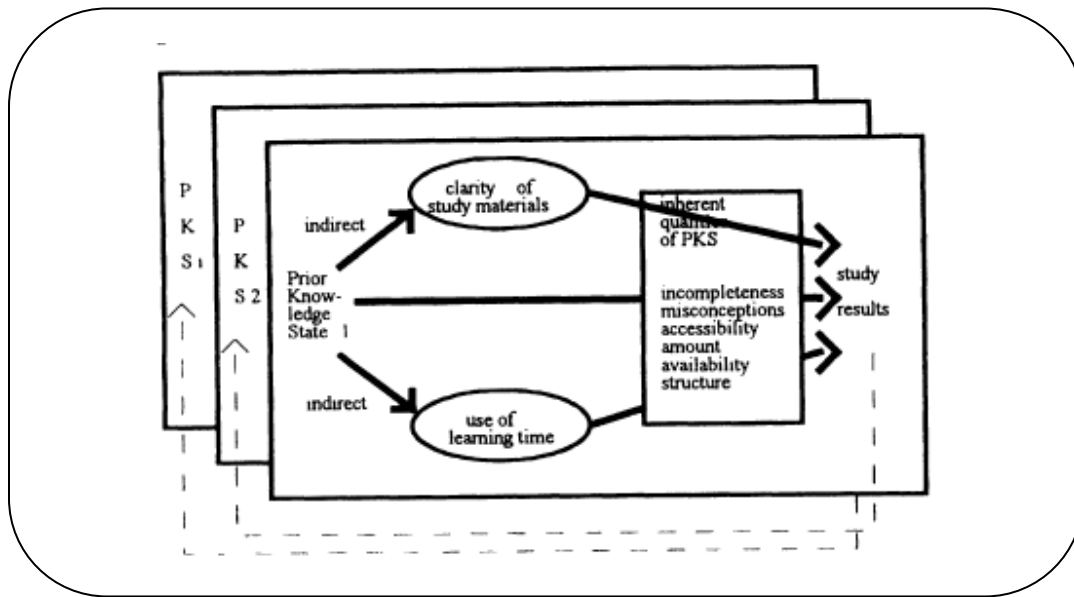 P
K
S1
P
K
S 2
indirect
clarity of
study materials
Prior
Know-
ledge
State 1
indirect
use of
learning time
inherent
qualities
of PKS
incompleteness
misconceptions
accessibility
amount
availability
structure
study
results